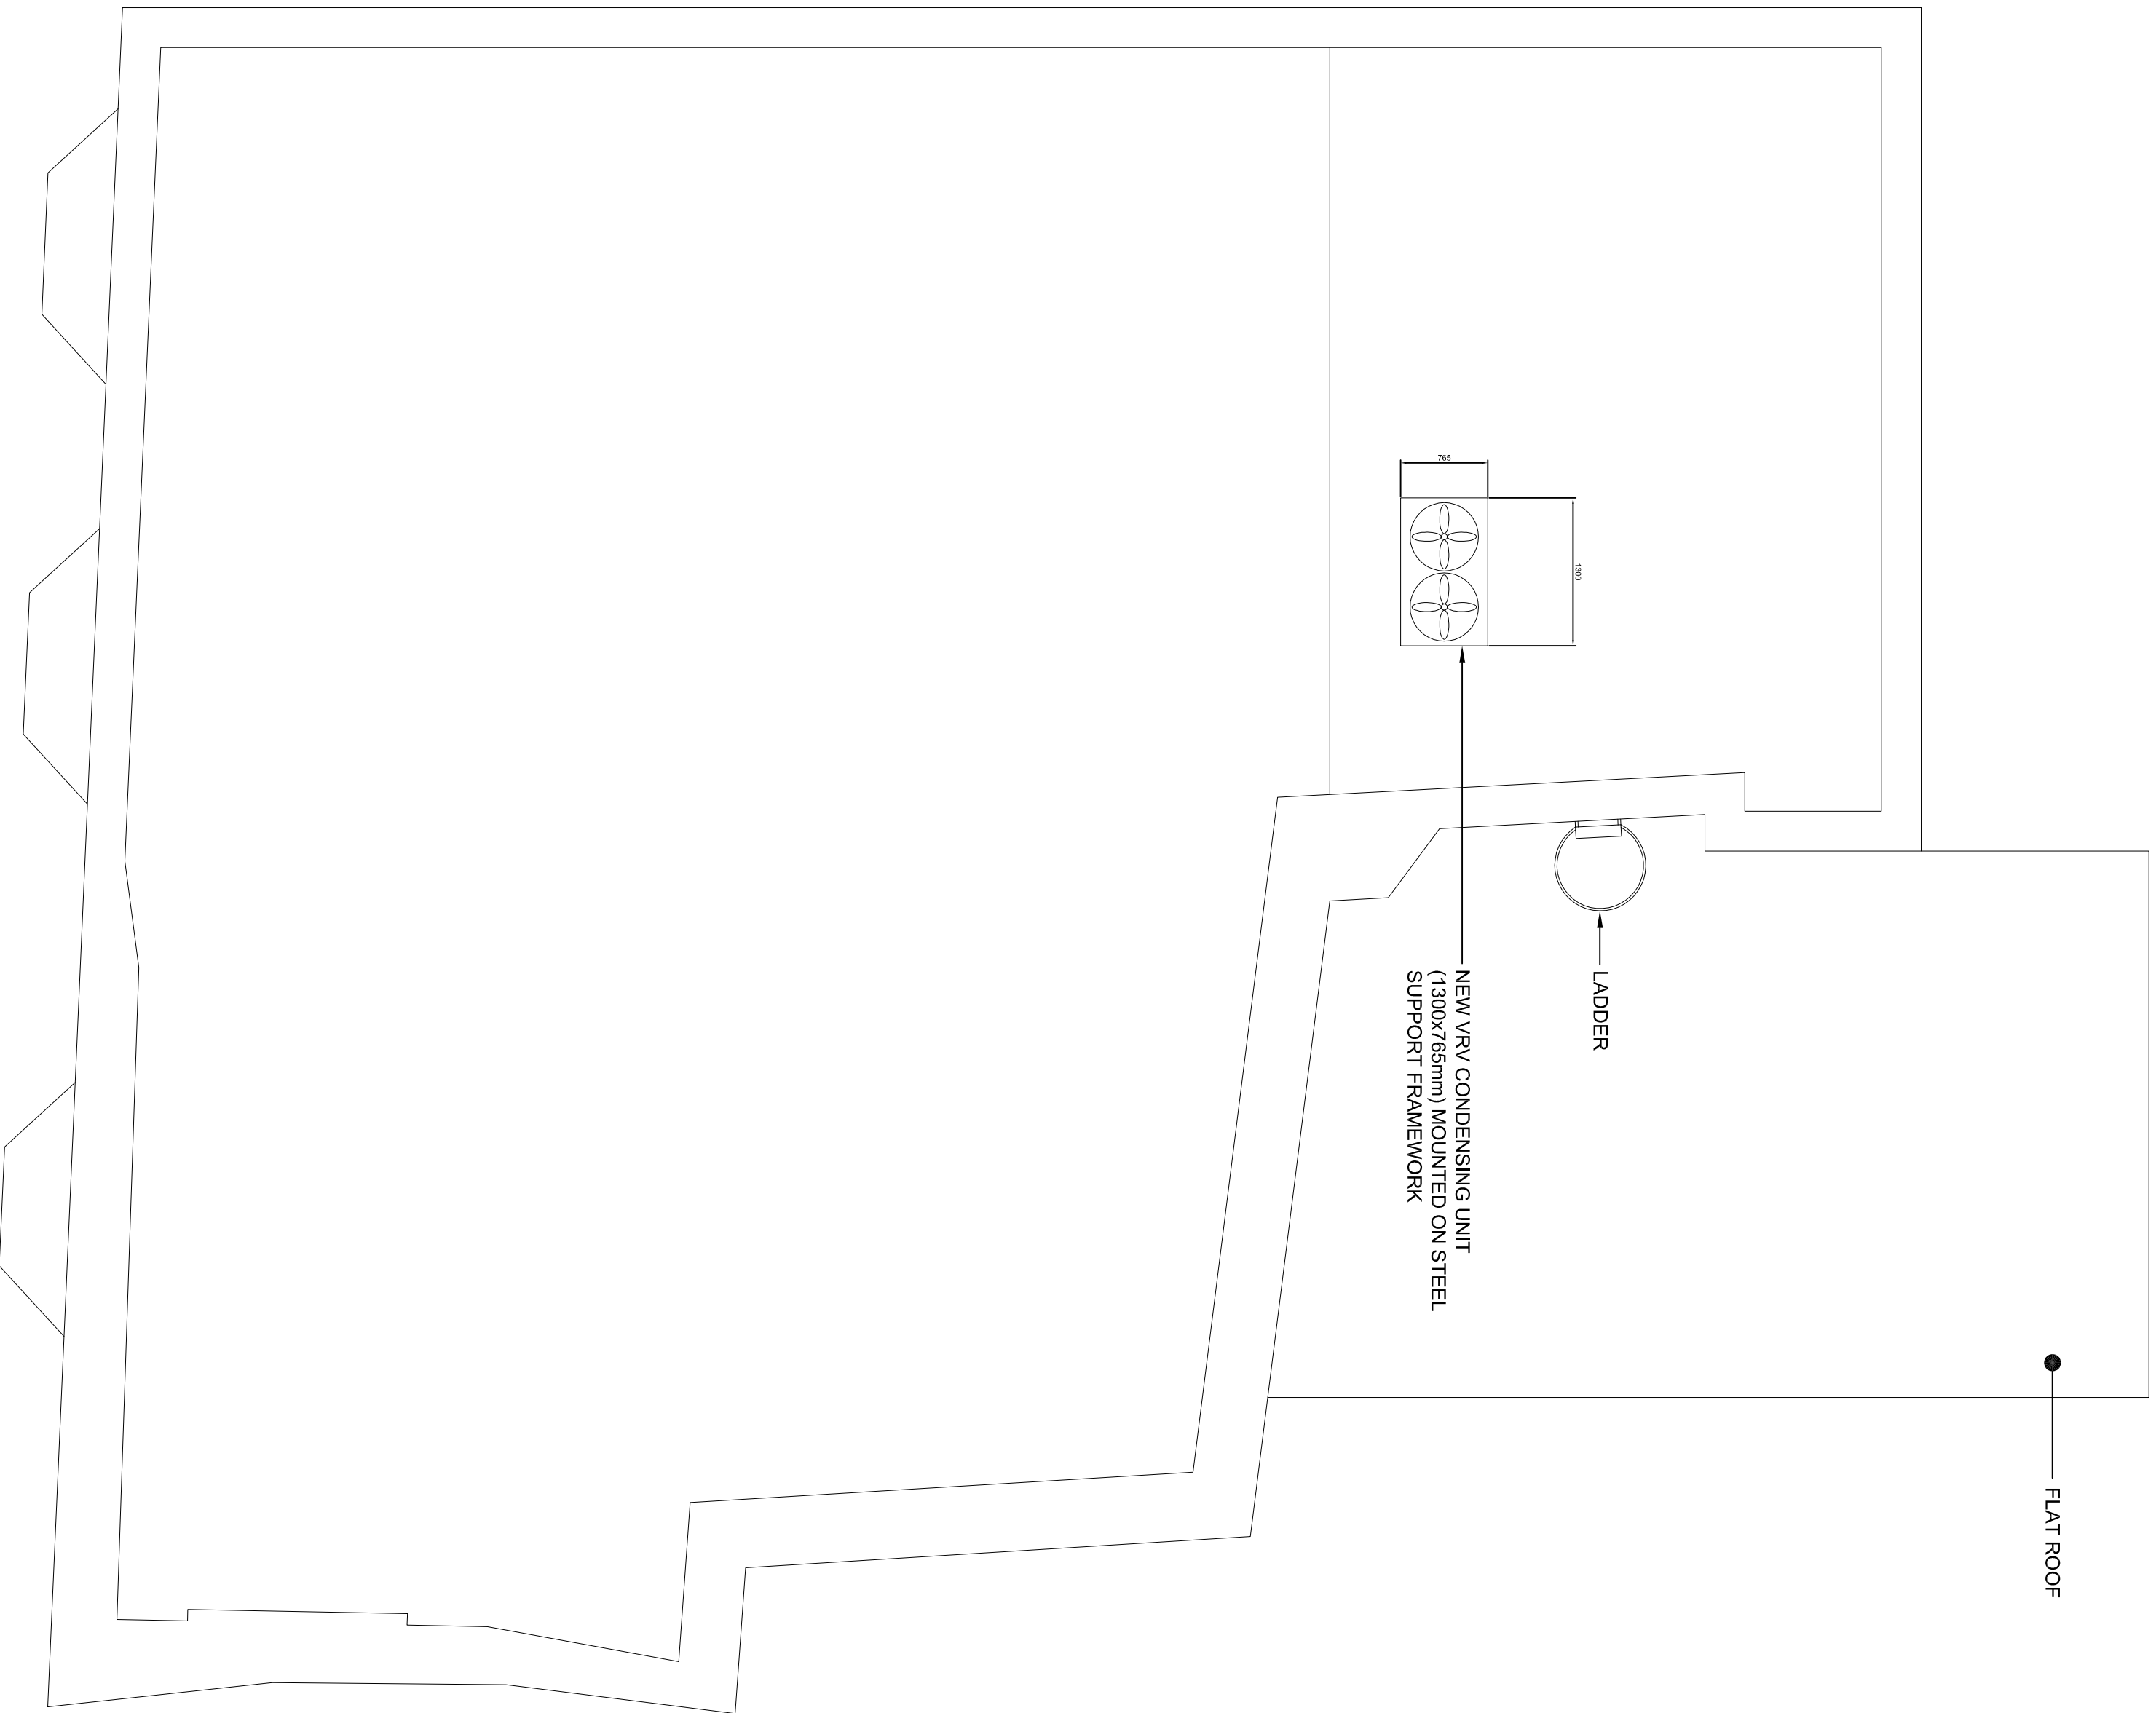 765
1300
LADDER
NEW VRV CONDENSING UNIT
(1300x765mm) MOUNTED ON STEEL
SUPPORT FRAMEWORK
FLAT ROOF